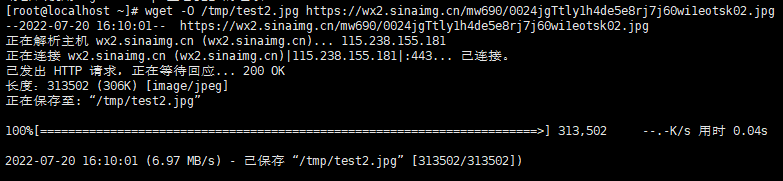 [root@localhost ~]# wget -O /tmp/test2.jpg https://wx2.sinaimg.cn/mw690/0024jgTtly1h4de5e8rj7j60wi1eotsk02.jpg
--2022-07-20 16:10:01--  https://wx2.sinaimg.cn/mw690/0024jgTtly1h4de5e8rj7j60wi1eotsk02.jpg
正在解析主机 wx2.sinaimg.cn (wx2.sinaimg.cn)... 115.238.155.181
正在连接 wx2.sinaimg.cn (wx2.sinaimg.cn)|115.238.155.181|:443... 已连接。
已发出 HTTP 请求，正在等待回应... 200 OK
长度：313502 (306K) [image/jpeg]
正在保存至: “/tmp/test2.jpg”
100%[=======================================================================>] 313,502     --.-K/s 用时 0.04s
2022-07-20 16:10:01 (6.97 MB/s) - 已保存 “/tmp/test2.jpg” [313502/313502])